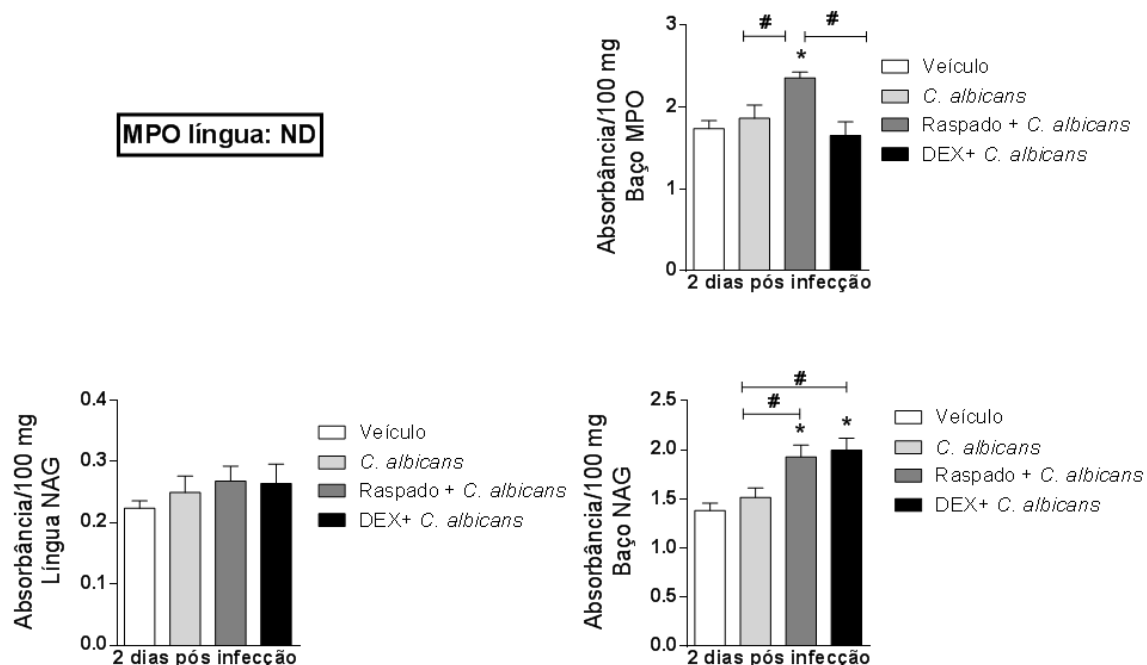 MPO língua: ND
Absorbância/100 mg
Baço MPO
3
2
1
0
#
#
*
2 dias pós infecção
Veículo
C. albicans
Raspado + C. albicans
DEX+ C. albicans
Absorbância/100 mg
Língua NAG
0.4
0.3
0.2
0.1
0.0
2 dias pós infecção
Veículo
C. albicans
Raspado + C. albicans
DEX+ C. albicans
Absorbância/100 mg
Baço NAG
2.5
2.0
1.5
1.0
0.5
0.0
#
#
*
*
2 dias pós infecção
Veículo
C. albicans
Raspado + C. albicans
DEX+ C. albicans